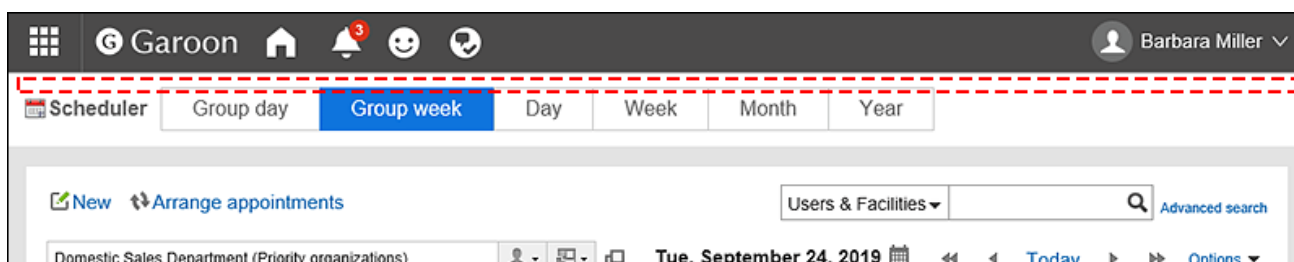 G Garoon 3 Barbara Miller
Scheduler Group day Group week Day Week Month Year
New Arrange appointments Users & Facilities Advanced search
Domestic Sales Department (Priority organizations) Tue, September 24, 2019 Today Options